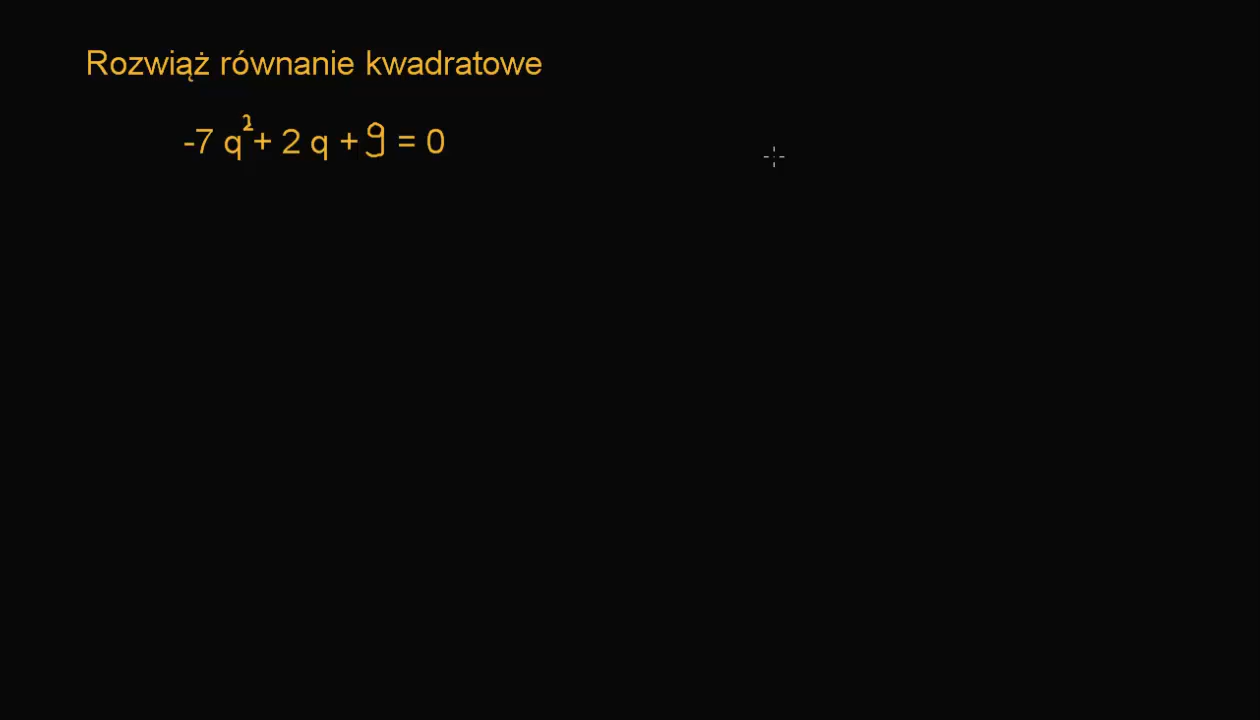 Rozwiąż równanie kwadratowe
-7 q² + 2 q + 9 = 0